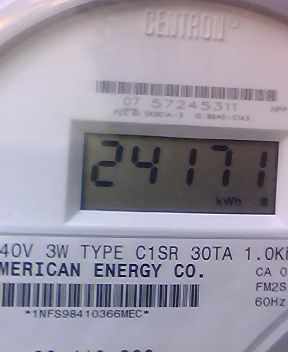 CENTRON
07 57245311
24171
kWh
40V 3W TYPE C1SR 30TA 1.0K
MERICAN ENERGY CO.
CA 0
FM2S
60Hz
*1NFS98410366MEC*